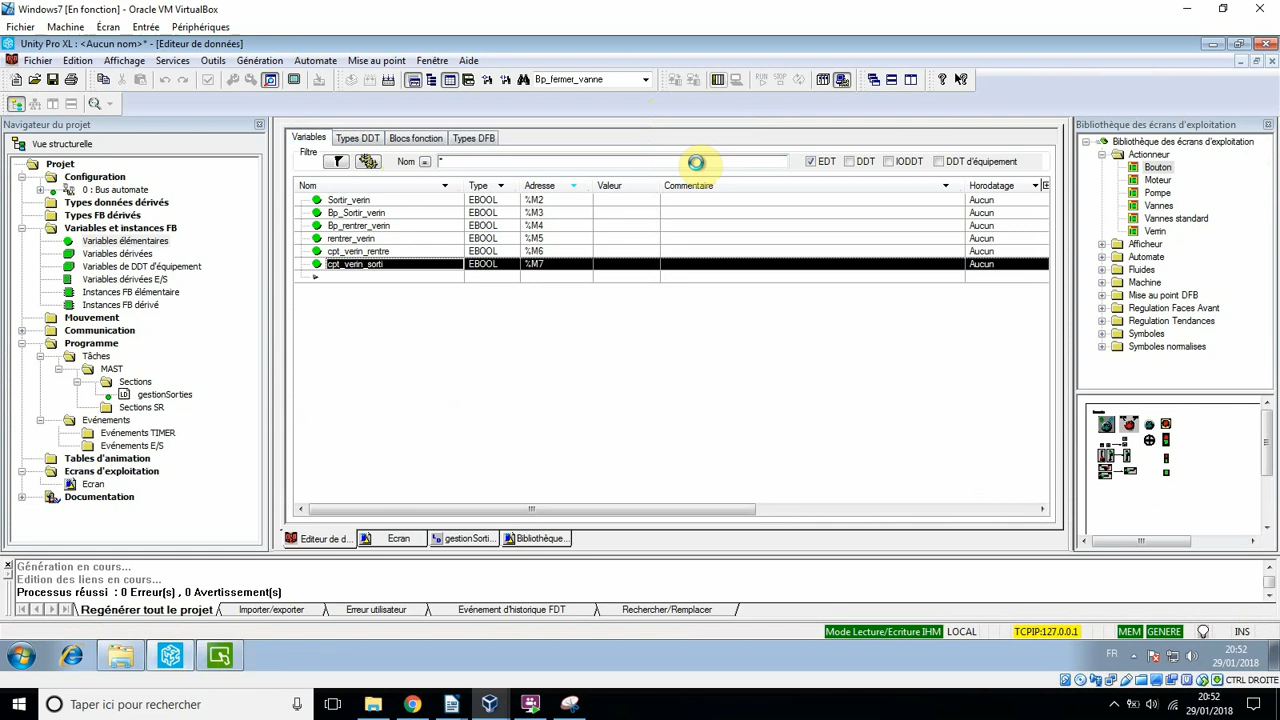 Windows7 [En fonction] - Oracle VM VirtualBox
Fichier Machine Écran Entrée Périphériques
Unity Pro XL : <Aucun nom>* - [Editeur de données]
Fichier Edition Affichage Services Outils Génération Automate Mise au point Fenêtre Aide
Bp_fermer_vanne
Navigateur du projet
Vue structurelle
Projet
Configuration
0 : Bus automate
Types données dérivés
Types FB dérivés
Variables et instances FB
Variables élémentaires
Variables dérivées
Variables de DDT d'équipement
Variables dérivées E/S
Instances FB élémentaire
Instances FB dérivé
Mouvement
Communication
Programme
Tâches
MAST
Sections
gestionSorties
Sections SR
Evénements
Evénements TIMER
Evénements E/S
Tables d'animation
Ecrans d'exploitation
Ecran
Documentation
Variables Types DDT Blocs fonction Types DFB
Filtre
Nom = * EDT DDT IODDT DDT d'équipement
Nom Type Adresse Valeur Commentaire Horodatage
Sortir_verin EBOOL %M2 Aucun
Bp_Sortir_verin EBOOL %M3 Aucun
Bp_rentrer_verin EBOOL %M4 Aucun
rentrer_verin EBOOL %M5 Aucun
cpt_verin_rentre EBOOL %M6 Aucun
cpt_verin_sorti EBOOL %M7 Aucun
Editeur de d... Ecran gestionSorti... Bibliothèque...
Bibliothèque des écrans d'exploitation
Bibliothèque des écrans d'exploitation
Actionneur
Bouton
Moteur
Pompe
Vannes
Vannes standard
Verrin
Afficheur
Automate
Fluides
Machine
Mise au point DFB
Regulation Faces Avant
Regulation Tendances
Symboles
Symboles normalises
Génération en cours...
Edition des liens en cours...
Processus réussi : 0 Erreur(s) , 0 Avertissement(s)
Regénérer tout le projet Importer/exporter Erreur utilisateur Evénement d'historique FDT Rechercher/Remplacer
Mode Lecture/Ecriture IHM LOCAL TCPIP:127.0.0.1 MEM GENERE INS
FR 20:52
29/01/2018
CTRL DROITE
Taper ici pour rechercher
20:52
29/01/2018